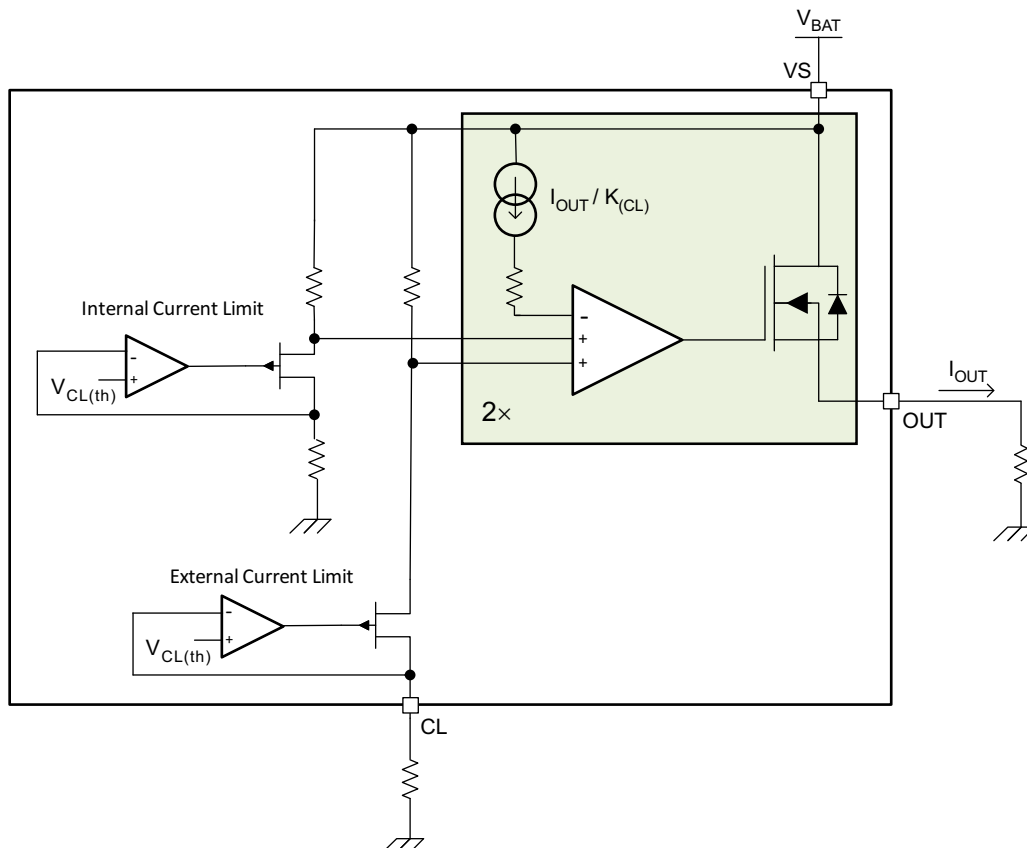 V_BAT
VS
I_OUT / K_(CL)
Internal Current Limit
-
+
V_CL(th)
-
+
+
2×
I_OUT
OUT
External Current Limit
-
+
V_CL(th)
CL